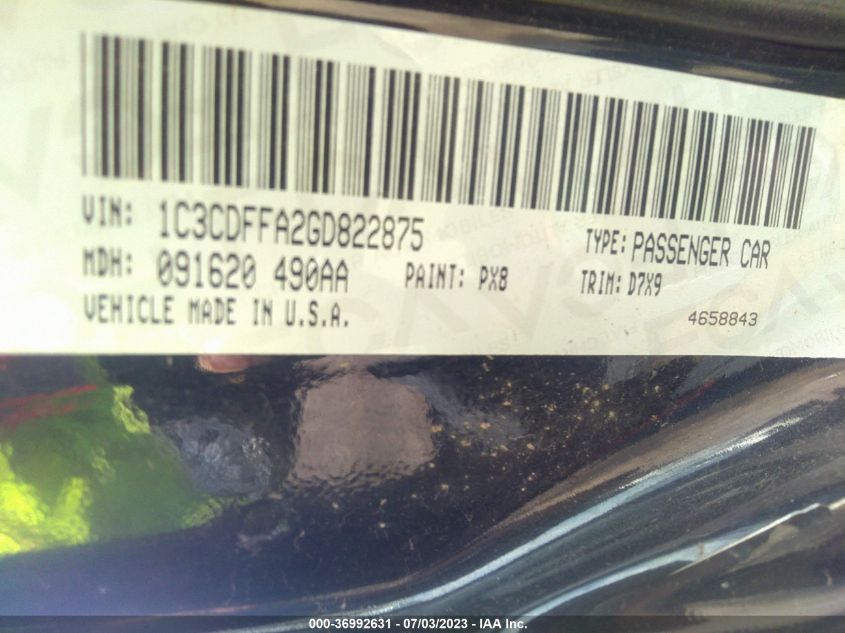 VIN: 1C3CDFFA2GD822875 TYPE: PASSENGER CAR
MDH: 091620 490AA PAINT: PX8 TRIM: D7X9
VEHICLE MADE IN U.S.A. 4658843
000-36992631 - 07/03/2023 - IAA Inc.